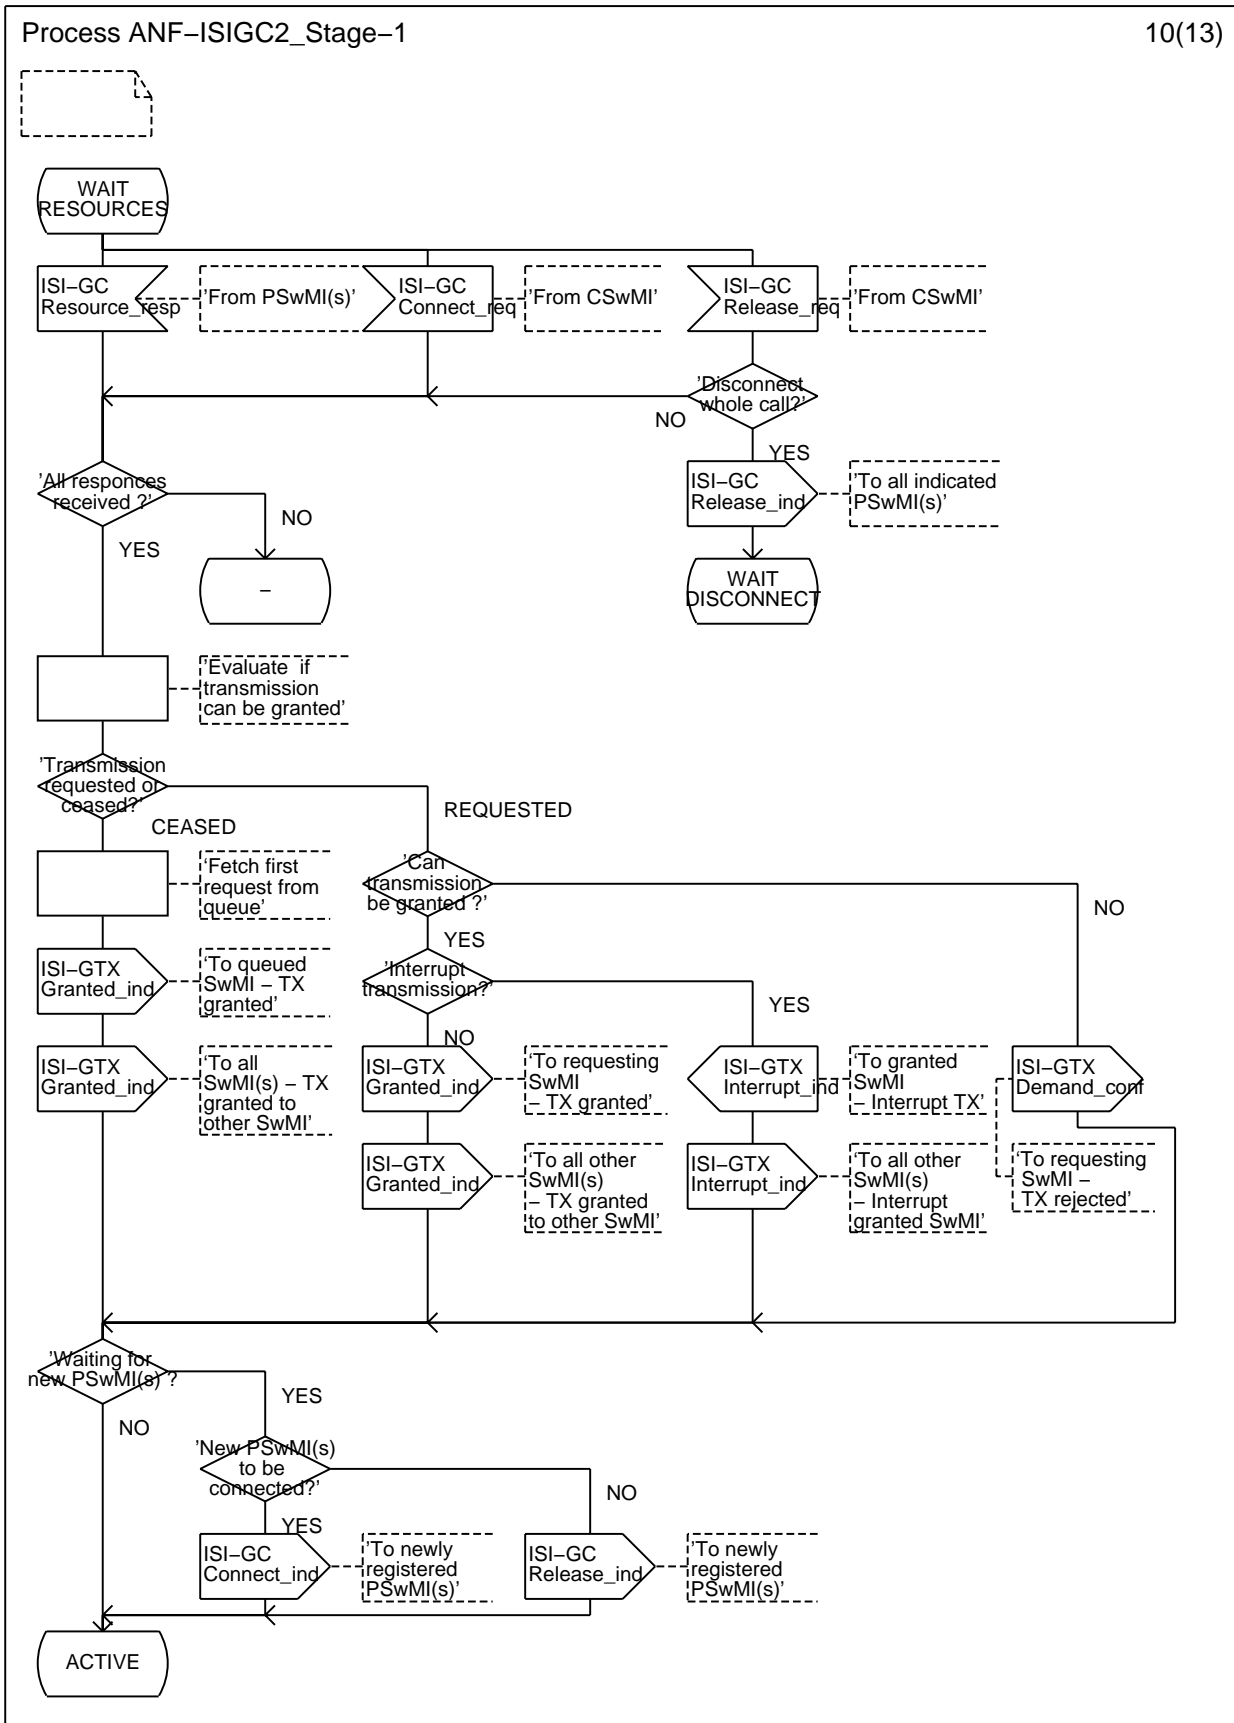 Process ANF−ISIGC2_Stage−1
10(13)
WAIT
RESOURCES
ISI−GC
Resource_resp
'From PSwMI(s)'
ISI−GC
Connect_req
'From CSwMI'
ISI−GC
Release_req
'From CSwMI'
'Disconnect
whole call?'
NO
YES
ISI−GC
Release_ind
'To all indicated
PSwMI(s)'
WAIT
DISCONNECT
'All responces
received ?'
NO
YES
−
'Evaluate if
transmission
can be granted'
'Transmission
requested or
ceased?'
REQUESTED
CEASED
'Fetch first
request from
queue'
'Can
transmission
be granted ?'
NO
YES
ISI−GTX
Granted_ind
'To queued
SwMI − TX
granted'
'Interrupt
transmission?'
YES
NO
ISI−GTX
Granted_ind
'To all
SwMI(s) − TX
granted to
other SwMI'
ISI−GTX
Granted_ind
'To requesting
SwMI
− TX granted'
ISI−GTX
Interrupt_ind
'To granted
SwMI
− Interrupt TX'
ISI−GTX
Demand_conf
ISI−GTX
Granted_ind
'To all other
SwMI(s)
− TX granted
to other SwMI'
ISI−GTX
Interrupt_ind
'To all other
SwMI(s)
− Interrupt
granted SwMI'
'To requesting
SwMI −
TX rejected'
'Waiting for
new PSwMI(s) ?
YES
NO
'New PSwMI(s)
to be
connected?'
NO
YES
ISI−GC
Connect_ind
'To newly
registered
PSwMI(s)'
ISI−GC
Release_ind
'To newly
registered
PSwMI(s)'
ACTIVE